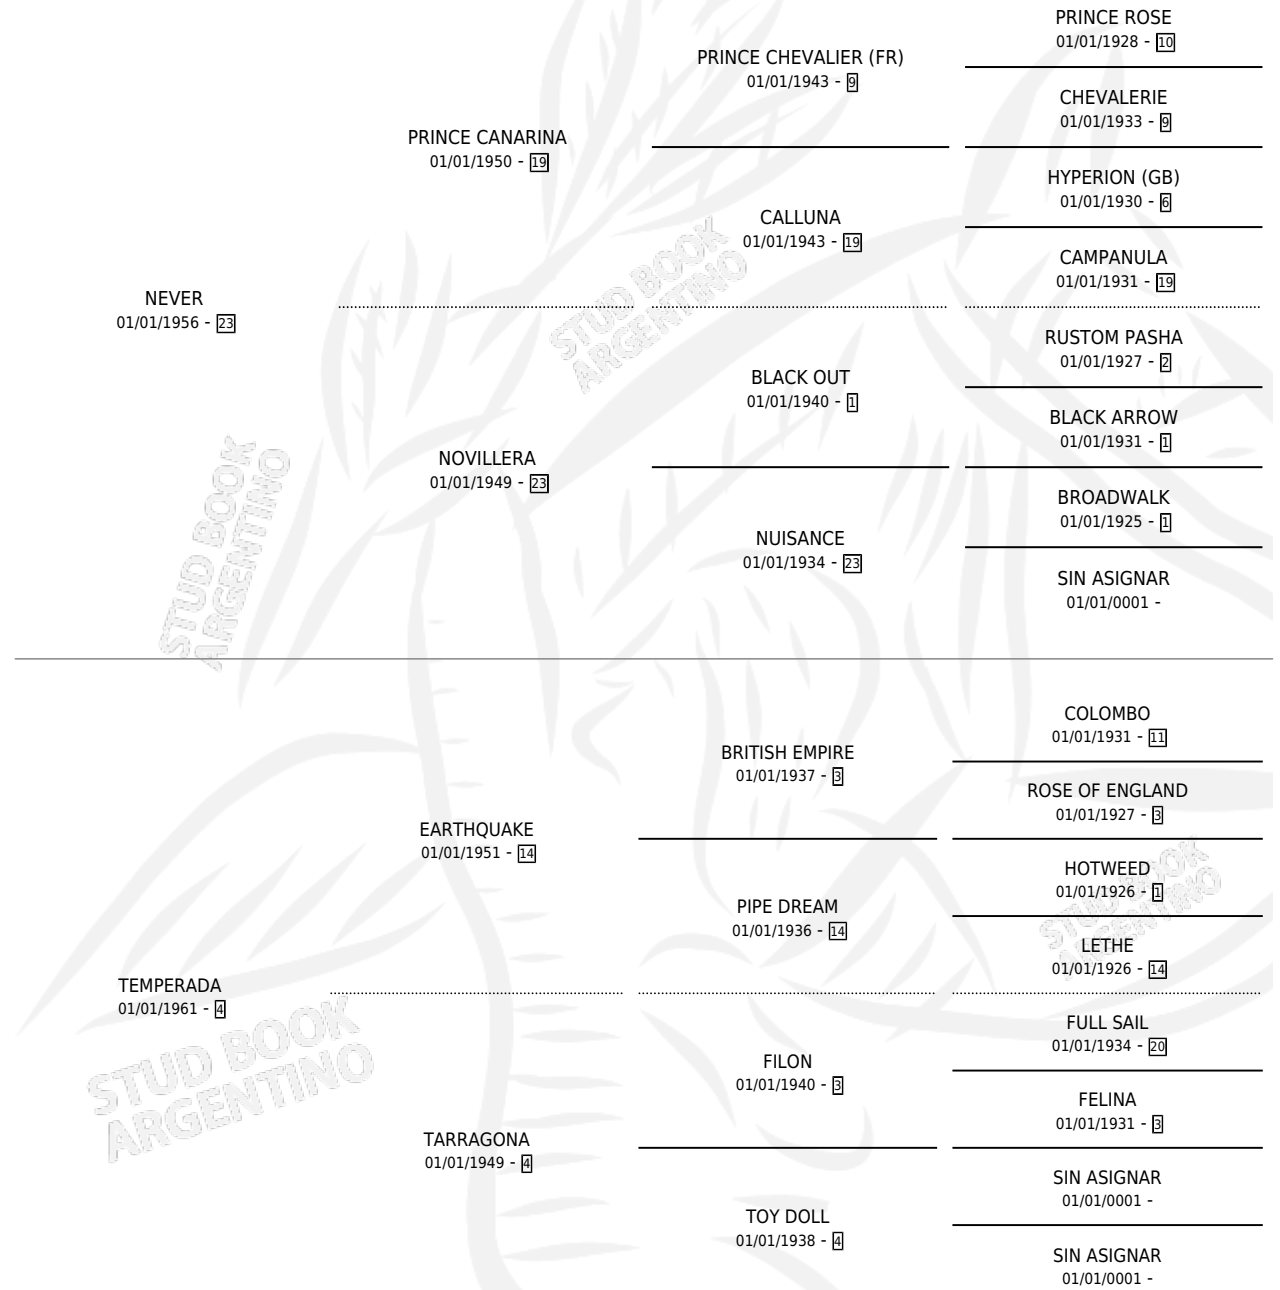 PRINCE ROSE
01/01/1928 - 10
PRINCE CHEVALIER (FR)
01/01/1943 - 9
CHEVALERIE
01/01/1933 - 9
PRINCE CANARINA
01/01/1950 - 19
HYPERION (GB)
01/01/1930 - 6
CALLUNA
01/01/1943 - 19
CAMPANULA
01/01/1931 - 19
NEVER
01/01/1956 - 23
RUSTOM PASHA
01/01/1927 - 2
BLACK OUT
01/01/1940 - 1
BLACK ARROW
01/01/1931 - 1
NOVILLERA
01/01/1949 - 23
BROADWALK
01/01/1925 - 1
NUISANCE
01/01/1934 - 23
SIN ASIGNAR
01/01/0001 -
COLOMBO
01/01/1931 - 11
BRITISH EMPIRE
01/01/1937 - 3
ROSE OF ENGLAND
01/01/1927 - 3
EARTHQUAKE
01/01/1951 - 14
HOTWEED
01/01/1926 - 1
PIPE DREAM
01/01/1936 - 14
LETHE
01/01/1926 - 14
TEMPERADA
01/01/1961 - 4
FULL SAIL
01/01/1934 - 20
FILON
01/01/1940 - 3
FELINA
01/01/1931 - 3
TARRAGONA
01/01/1949 - 4
SIN ASIGNAR
01/01/0001 -
TOY DOLL
01/01/1938 - 4
SIN ASIGNAR
01/01/0001 -
STUD BOOK
ARGENTINO
STUD BOOK
ARGENTINO
STUD BOOK
ARGENTINO
STUD BOOK
ARGENTINO